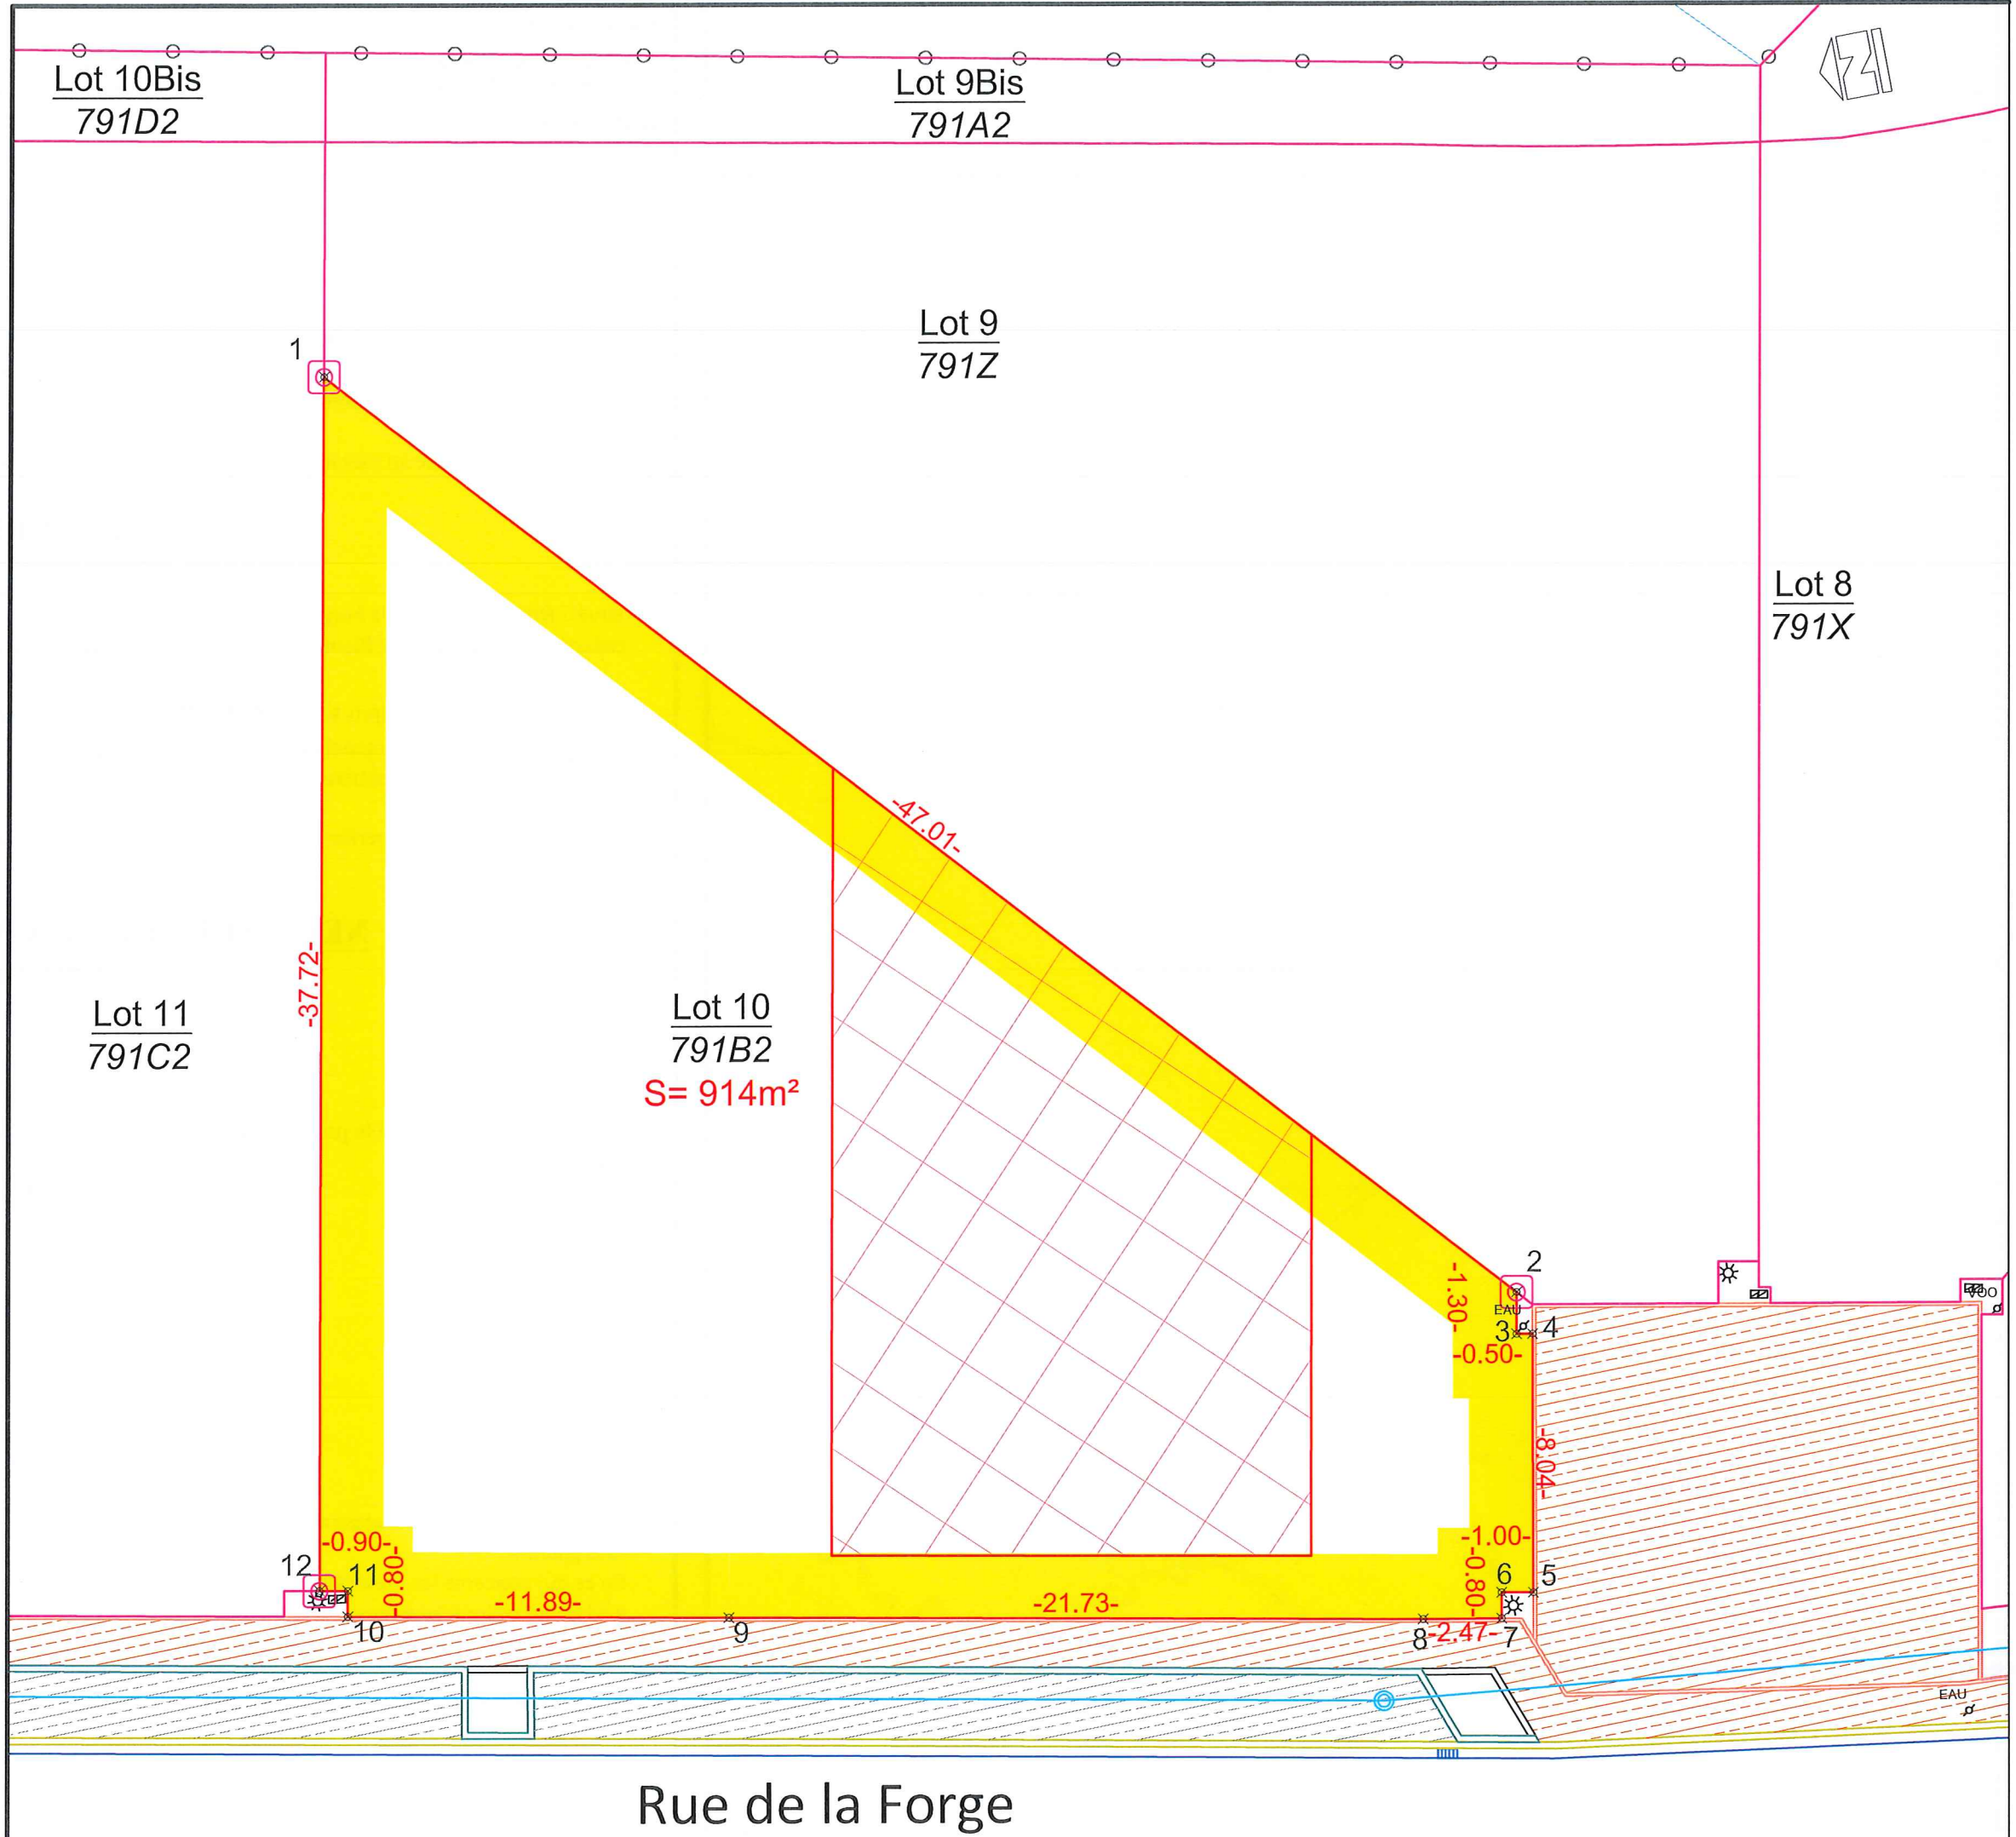 Lot 10Bis
791D2
Lot 9Bis
791A2
N
Lot 9
791Z
1
Lot 8
791X
-47.01-
-37.72-
Lot 11
791C2
Lot 10
791B2
S= 914m²
2
-1.30-
EAU
3
4
-0.50-
VOO
-8.04-
-0.90-
-0.80-
12
11
-1.00-
-0.80-
6
5
-11.89-
-21.73-
10
9
8
-2.47-
7
EAU
Rue de la Forge